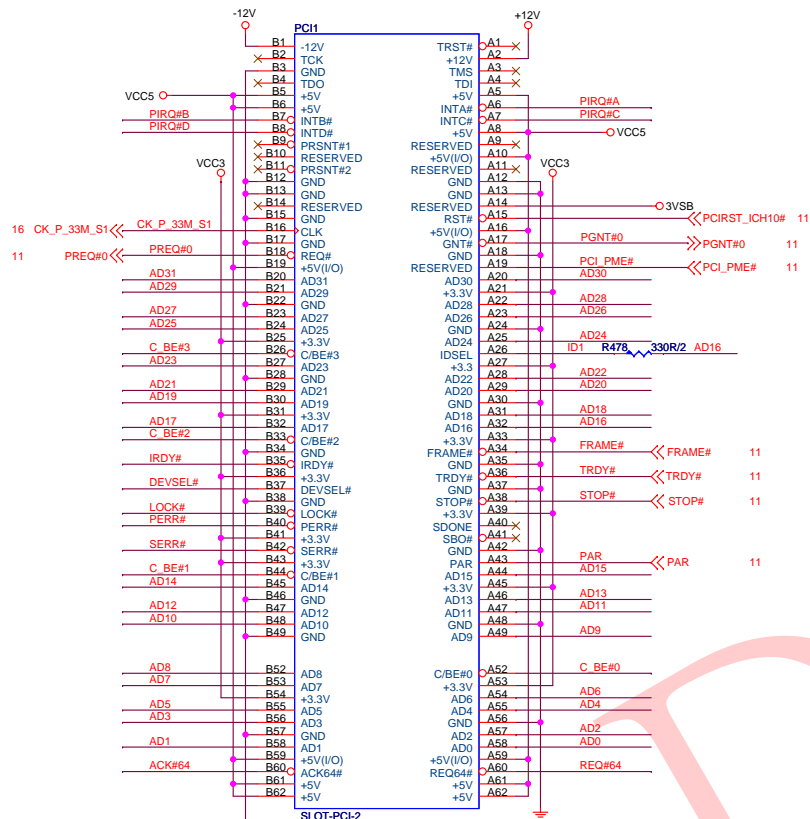 -12V +12V
PCI1
B1 -12V TRST# A1
B2 TCK +12V A2
B3 GND TMS A3
B4 TDO TDI A4
VCC5 B5 +5V +5V A5
B6 +5V INTA# A6 PIRQ#A
PIRQ#B B7 INTB# INTC# A7 PIRQ#C
PIRQ#D B8 INTD# +5V A8 VCC5
B9 PRSNT#1 RESERVED A9
B10 RESERVED +5V(I/O) A10
B11 PRSNT#2 RESERVED A11
VCC3 VCC3
B12 GND GND A12
B13 GND GND A13
B14 RESERVED RESERVED A14 3VSB
B15 GND RST# A15 PCIRST_ICH10# 11
16 CK_P_33M_S1 CK_P_33M_S1 B16 CLK +5V(I/O) A16
B17 GND GNT# A17 PGNT#0 PGNT#0 11
11 PREQ#0 PREQ#0 B18 REQ# GND A18
B19 +5V(I/O) RESERVED A19 PCI_PME# PCI_PME# 11
AD31 B20 AD31 AD30 A20 AD30
AD29 B21 AD29 +3.3V A21
B22 GND AD28 A22 AD28
AD27 B23 AD27 AD26 A23 AD26
AD25 B24 AD25 GND A24
B25 +3.3V AD24 A25 AD24
C_BE#3 B26 C/BE#3 IDSEL A26 ID1 R478 330R/2 AD16
AD23 B27 AD23 +3.3 A27
B28 GND AD22 A28 AD22
AD21 B29 AD21 AD20 A29 AD20
AD19 B30 AD19 GND A30
B31 +3.3V AD18 A31 AD18
AD17 B32 AD17 AD16 A32 AD16
C_BE#2 B33 C/BE#2 +3.3V A33
B34 GND FRAME# A34 FRAME# FRAME# 11
IRDY# B35 IRDY# GND A35
B36 +3.3V TRDY# A36 TRDY# TRDY# 11
DEVSEL# B37 DEVSEL# GND A37
B38 GND STOP# A38 STOP# STOP# 11
LOCK# B39 LOCK# +3.3V A39
PERR# B40 PERR# SDONE A40
B41 +3.3V SBO# A41
SERR# B42 SERR# GND A42
B43 +3.3V PAR A43 PAR PAR 11
C_BE#1 B44 C/BE#1 AD15 A44 AD15
AD14 B45 AD14 +3.3V A45
B46 GND AD13 A46 AD13
AD12 B47 AD12 AD11 A47 AD11
AD10 B48 AD10 GND A48
B49 GND AD9 A49 AD9
AD8 B52 AD8 C/BE#0 A52 C_BE#0
AD7 B53 AD7 +3.3V A53
B54 +3.3V AD6 A54 AD6
AD5 B55 AD5 AD4 A55 AD4
AD3 B56 AD3 GND A56
B57 GND AD2 A57 AD2
AD1 B58 AD1 AD0 A58 AD0
B59 +5V(I/O) +5V(I/O) A59
ACK#64 B60 ACK64# REQ64# A60 REQ#64
B61 +5V +5V A61
B62 +5V +5V A62
SLOT-PCI-2